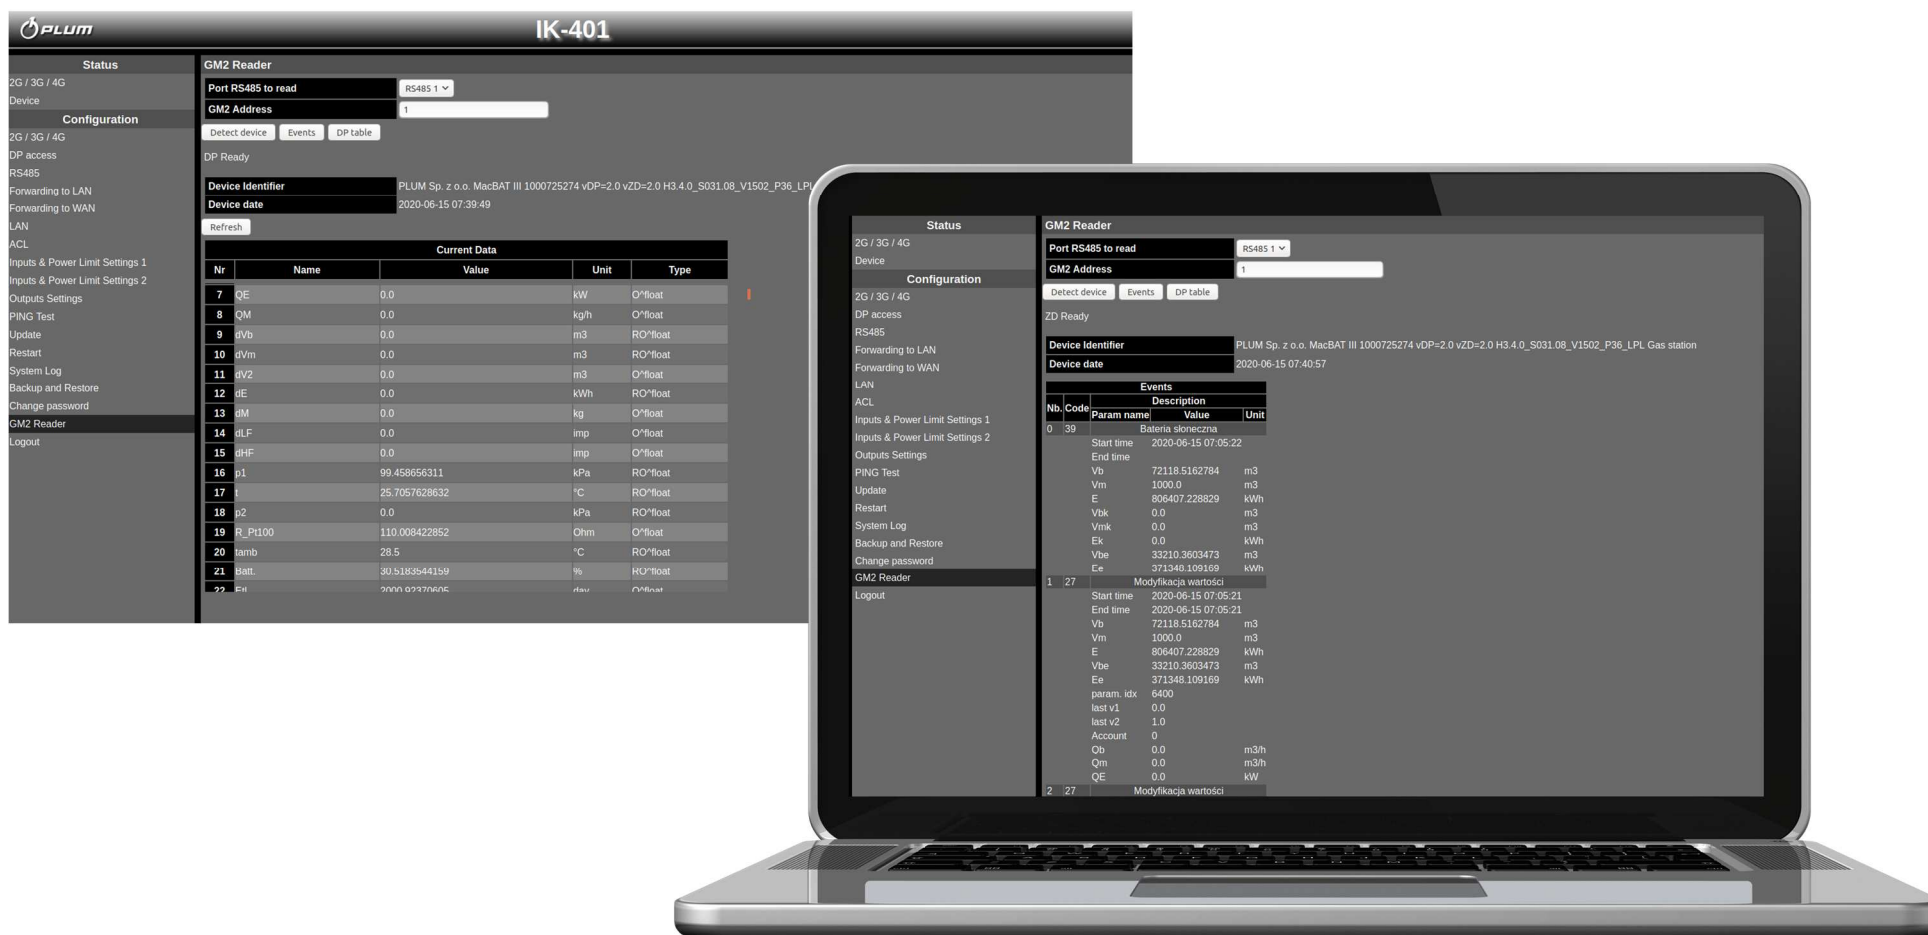 PLUM
IK-401
Status
2G / 3G / 4G
Device
Configuration
2G / 3G / 4G
DP access
RS485
Forwarding to LAN
Forwarding to WAN
LAN
ACL
Inputs & Power Limit Settings 1
Inputs & Power Limit Settings 2
Outputs Settings
PING Test
Update
Restart
System Log
Backup and Restore
Change password
GM2 Reader
Logout
GM2 Reader
Port RS485 to read RS485 1
GM2 Address 1
Detect device Events DP table
DP Ready
Device Identifier PLUM Sp. z o.o. MacBAT III 1000725274 vDP=2.0 vZD=2.0 H3.4.0_S031.08_V1502_P36_LPL
Device date 2020-06-15 07:39:49
Refresh
Current Data
Nr Name Value Unit Type
7 QE 0.0 kW O^float
8 QM 0.0 kg/h O^float
9 dVb 0.0 m3 RO^float
10 dVm 0.0 m3 RO^float
11 dV2 0.0 m3 O^float
12 dE 0.0 kWh RO^float
13 dM 0.0 kg O^float
14 dLF 0.0 imp O^float
15 dHF 0.0 imp O^float
16 p1 99.458656311 kPa RO^float
17 t 25.7057628632 °C RO^float
18 p2 0.0 kPa RO^float
19 R_Pt100 110.008422852 Ohm O^float
20 tamb 28.5 °C RO^float
21 Batt. 30.5183544159 % RO^float
22 Etl 2000.92370605 day O^float
Status
2G / 3G / 4G
Device
Configuration
2G / 3G / 4G
DP access
RS485
Forwarding to LAN
Forwarding to WAN
LAN
ACL
Inputs & Power Limit Settings 1
Inputs & Power Limit Settings 2
Outputs Settings
PING Test
Update
Restart
System Log
Backup and Restore
Change password
GM2 Reader
Logout
GM2 Reader
Port RS485 to read RS485 1
GM2 Address 1
Detect device Events DP table
ZD Ready
Device Identifier PLUM Sp. z o.o. MacBAT III 1000725274 vDP=2.0 vZD=2.0 H3.4.0_S031.08_V1502_P36_LPL Gas station
Device date 2020-06-15 07:40:57
Events
Nb. Code Description
Param name Value Unit
0 39 Bateria słoneczna
Start time 2020-06-15 07:05:22
End time
Vb 72118.5162784 m3
Vm 1000.0 m3
E 806407.228829 kWh
Vbk 0.0 m3
Vmk 0.0 m3
Ek 0.0 kWh
Vbe 33210.3603473 m3
Ee 371348.109169 kWh
1 27 Modyfikacja wartości
Start time 2020-06-15 07:05:21
End time 2020-06-15 07:05:21
Vb 72118.5162784 m3
Vm 1000.0 m3
E 806407.228829 kWh
Vbe 33210.3603473 m3
Ee 371348.109169 kWh
param. idx 6400
last v1 0.0
last v2 1.0
Account 0
Qb 0.0 m3/h
Qm 0.0 m3/h
QE 0.0 kW
2 27 Modyfikacja wartości